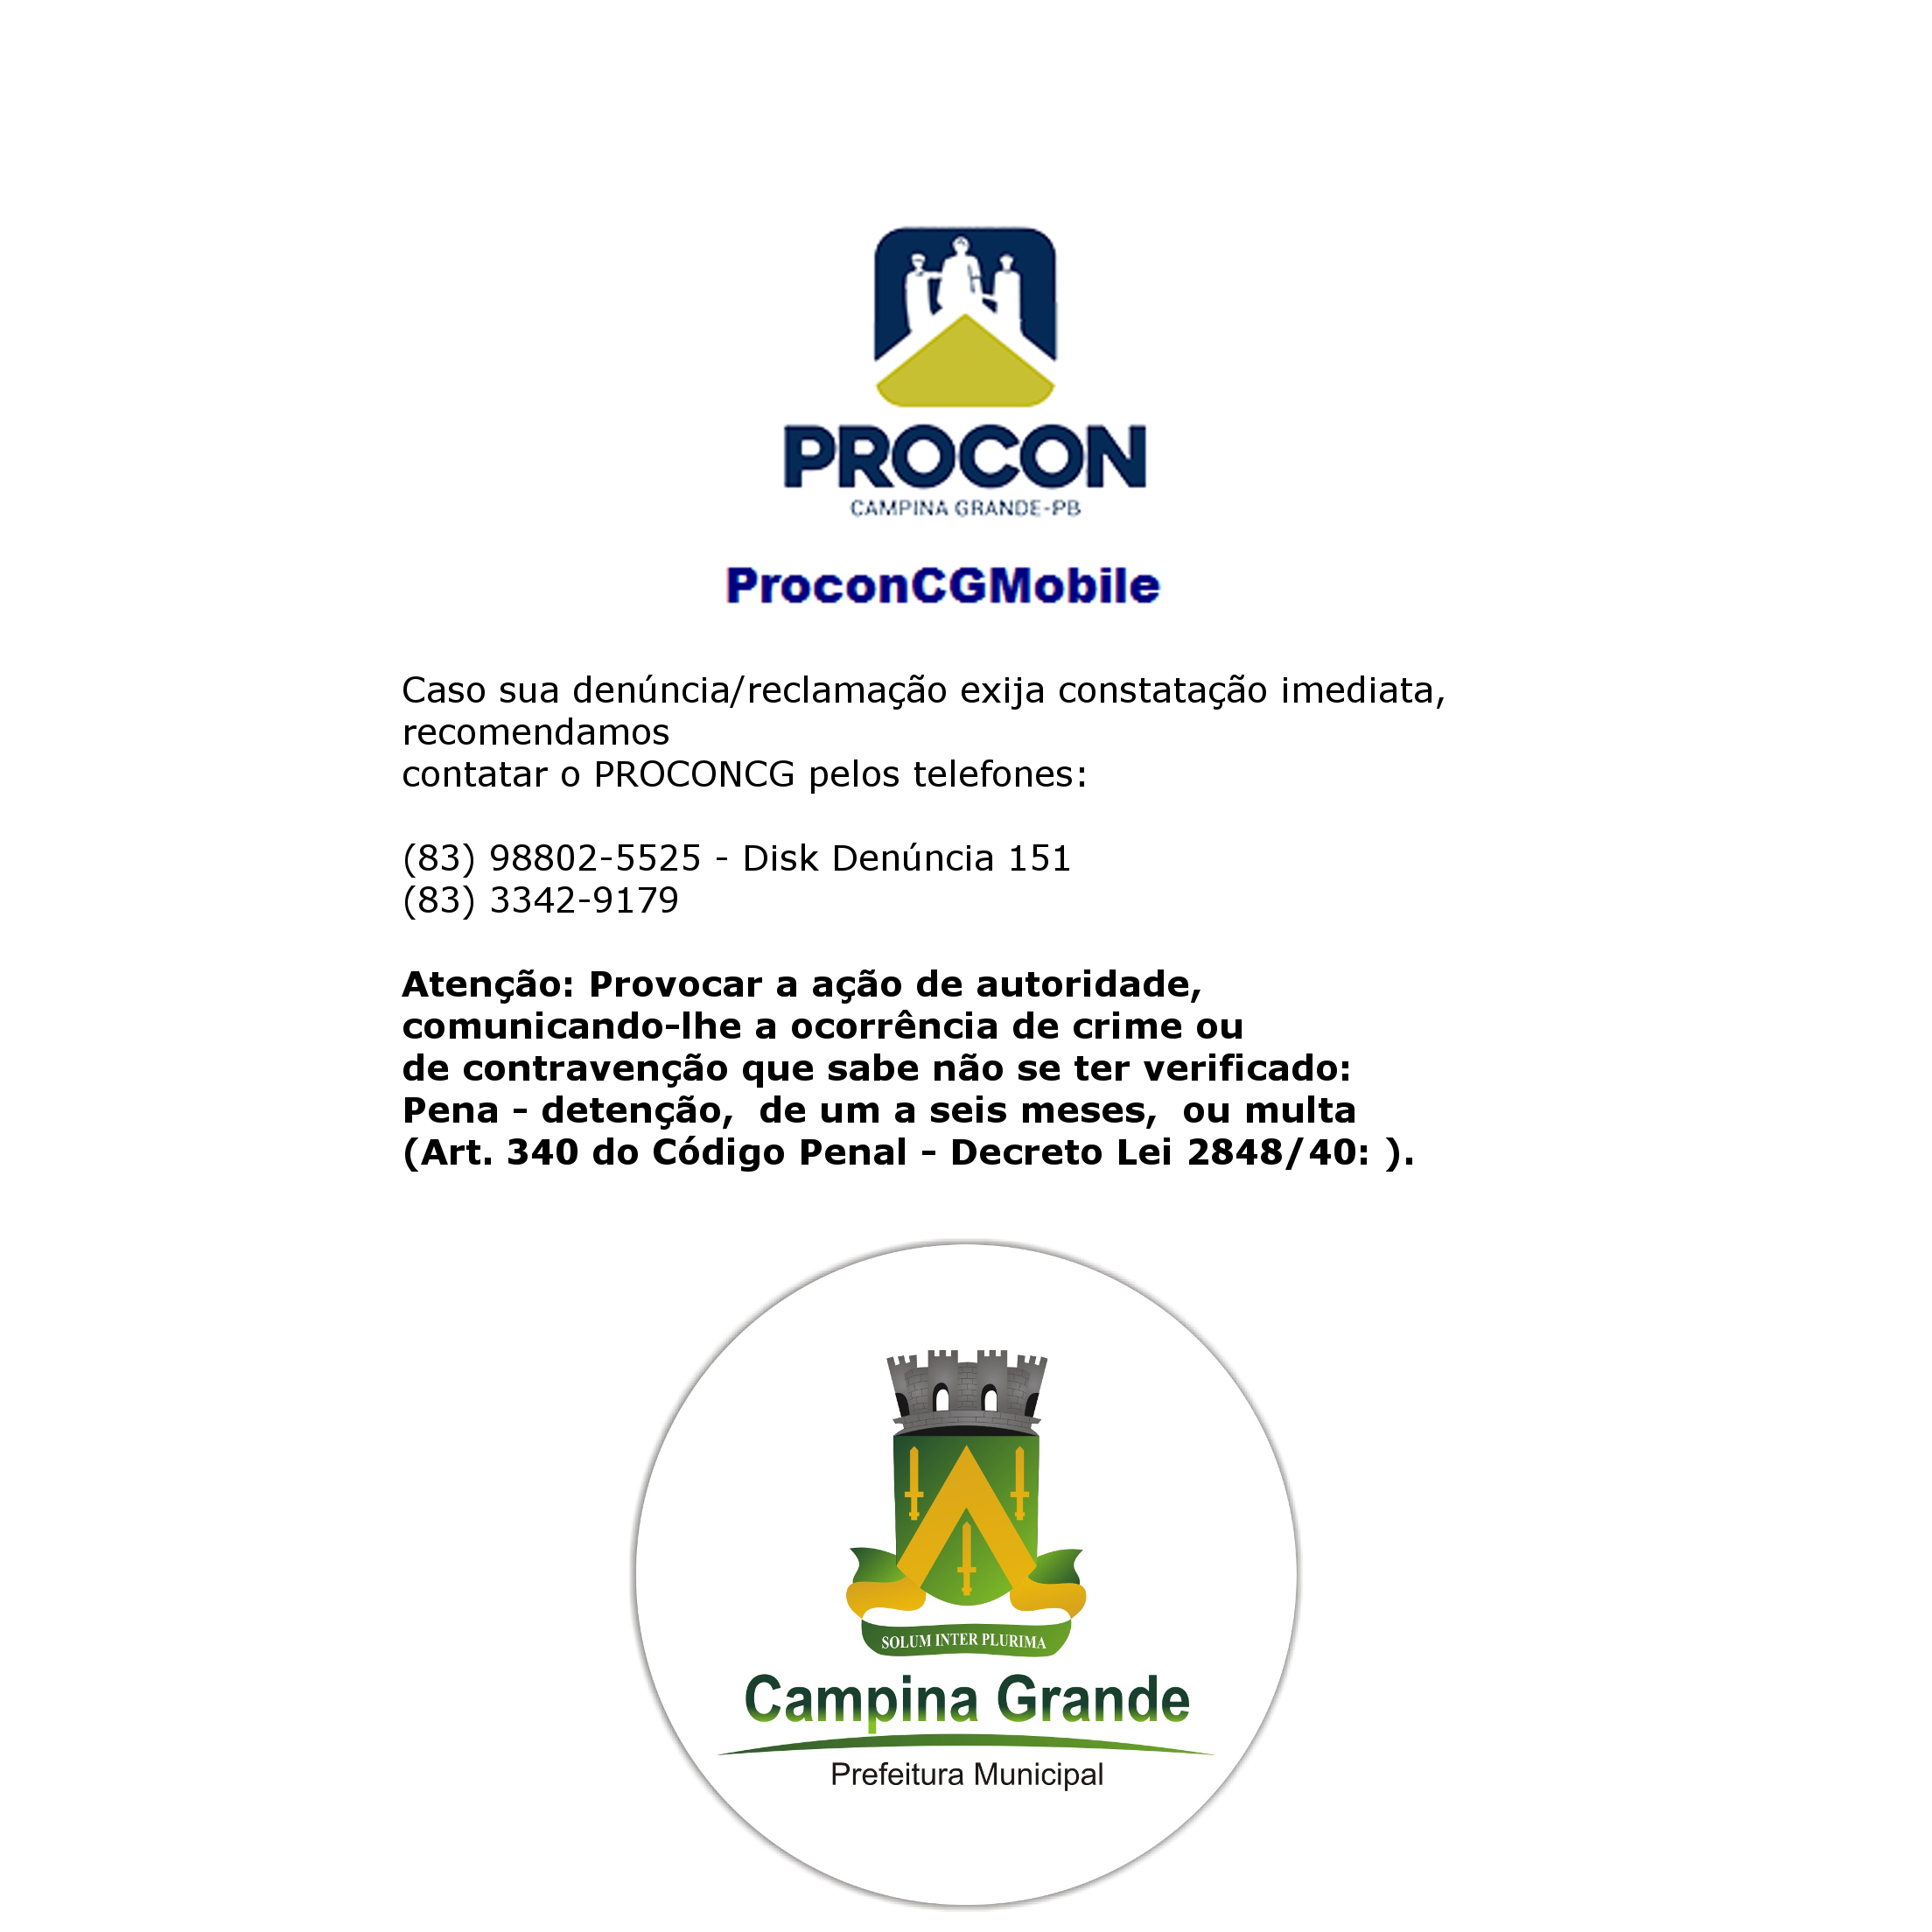 PROCON
CAMPINA GRANDE-PB
ProconCGMobile
Caso sua denúncia/reclamação exija constatação imediata,
recomendamos
contatar o PROCONCG pelos telefones:
(83) 98802-5525 - Disk Denúncia 151
(83) 3342-9179
Atenção: Provocar a ação de autoridade,
comunicando-lhe a ocorrência de crime ou
de contravenção que sabe não se ter verificado:
Pena - detenção,  de um a seis meses,  ou multa
(Art. 340 do Código Penal - Decreto Lei 2848/40: ).
SOLUM INTER PLURIMA
Campina Grande
Prefeitura Municipal